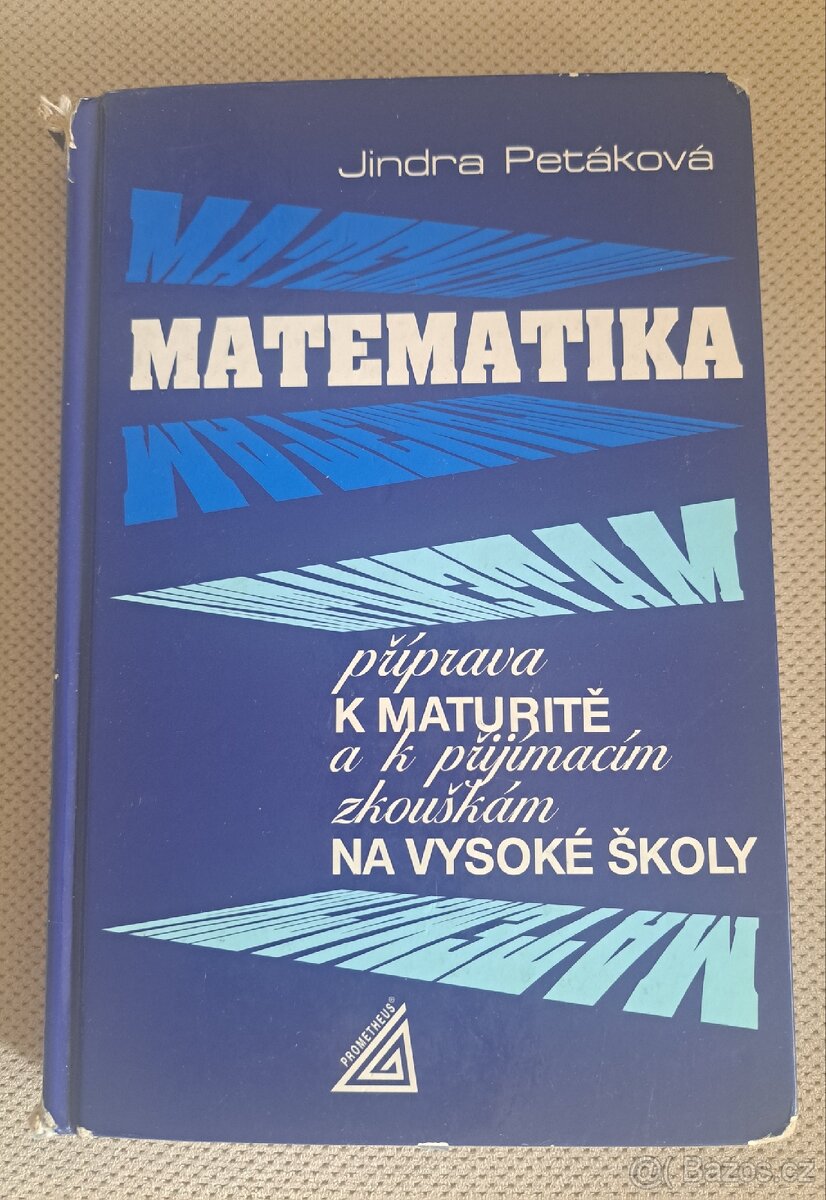 Jindra Petáková
MATEMATIKA
příprava
K MATURITĚ
a k přijímacím
zkouškám
NA VYSOKÉ ŠKOLY
PROMETHEUS®
@( Bazos.cz